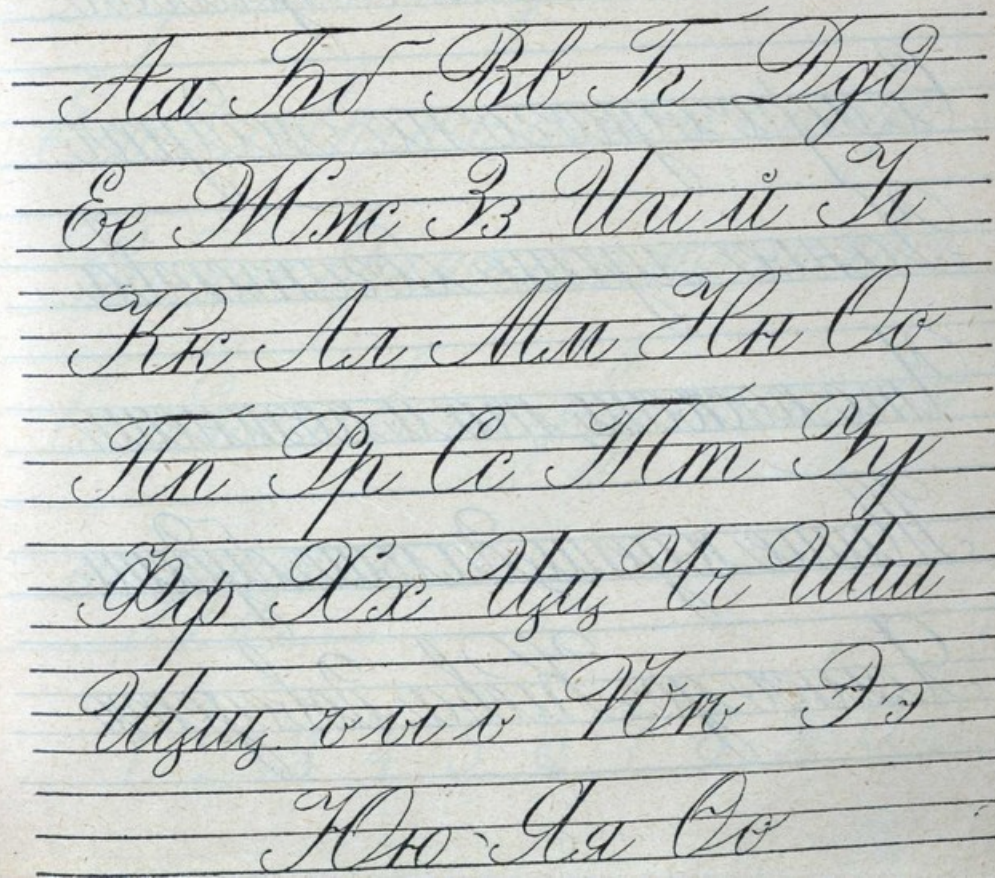 Аа Бб Вв Гг Ддд
Ее Жж Зз Ии й Іі
Кк Лл Мм Нн Оо
Пп Рр Сс Тт Уу
Фф Хх Цц Чч Шш
Щщ ъ ы ь Ѣѣ Ээ
Юю Яя Ѳѳ